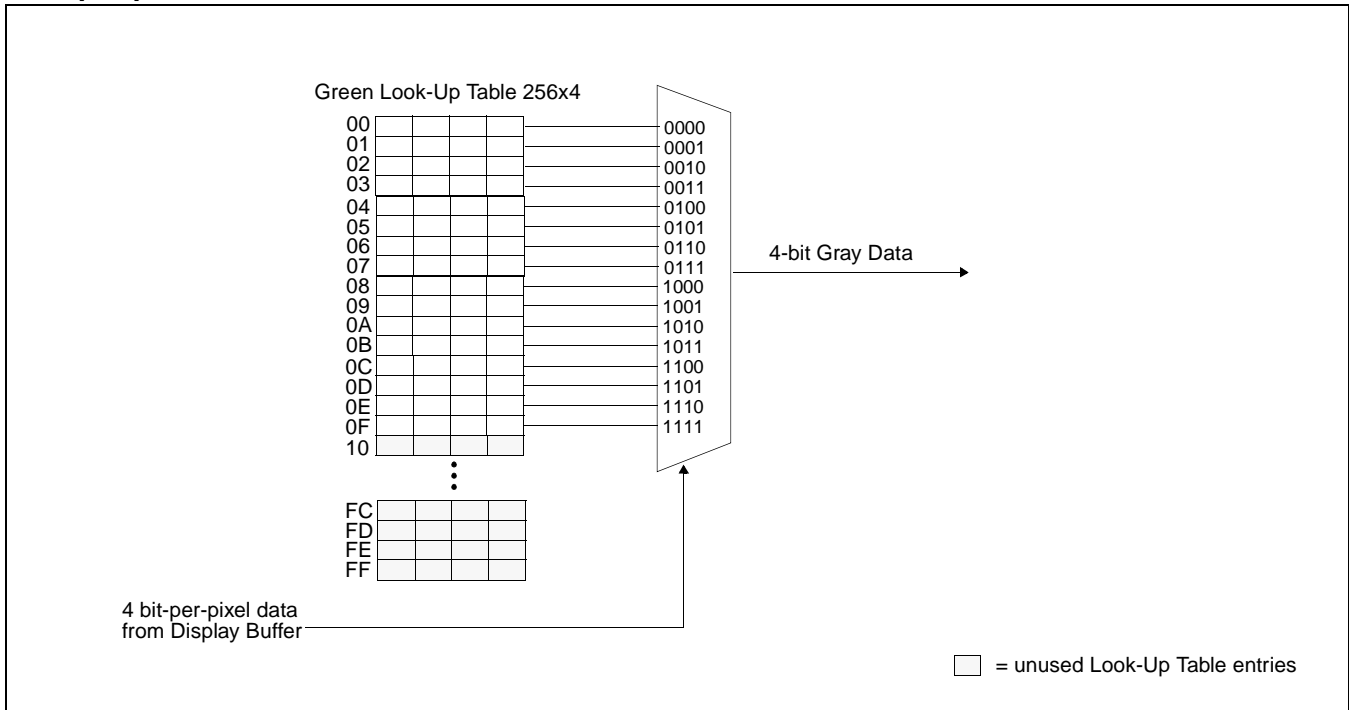 Green Look-Up Table 256x4
00
01
02
03
04
05
06
07
08
09
0A
0B
0C
0D
0E
0F
10
FC
FD
FE
FF
0000
0001
0010
0011
0100
0101
0110
0111
1000
1001
1010
1011
1100
1101
1110
1111
4-bit Gray Data
4 bit-per-pixel data
from Display Buffer
= unused Look-Up Table entries